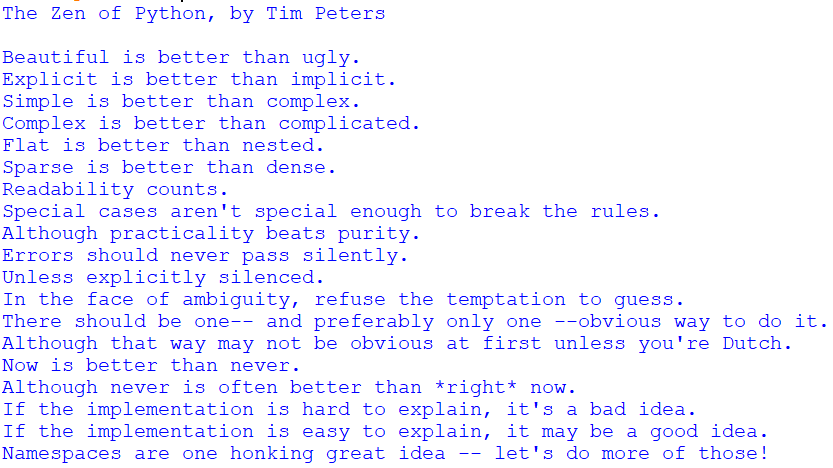 The Zen of Python, by Tim Peters

Beautiful is better than ugly.
Explicit is better than implicit.
Simple is better than complex.
Complex is better than complicated.
Flat is better than nested.
Sparse is better than dense.
Readability counts.
Special cases aren't special enough to break the rules.
Although practicality beats purity.
Errors should never pass silently.
Unless explicitly silenced.
In the face of ambiguity, refuse the temptation to guess.
There should be one-- and preferably only one --obvious way to do it.
Although that way may not be obvious at first unless you're Dutch.
Now is better than never.
Although never is often better than *right* now.
If the implementation is hard to explain, it's a bad idea.
If the implementation is easy to explain, it may be a good idea.
Namespaces are one honking great idea -- let's do more of those!